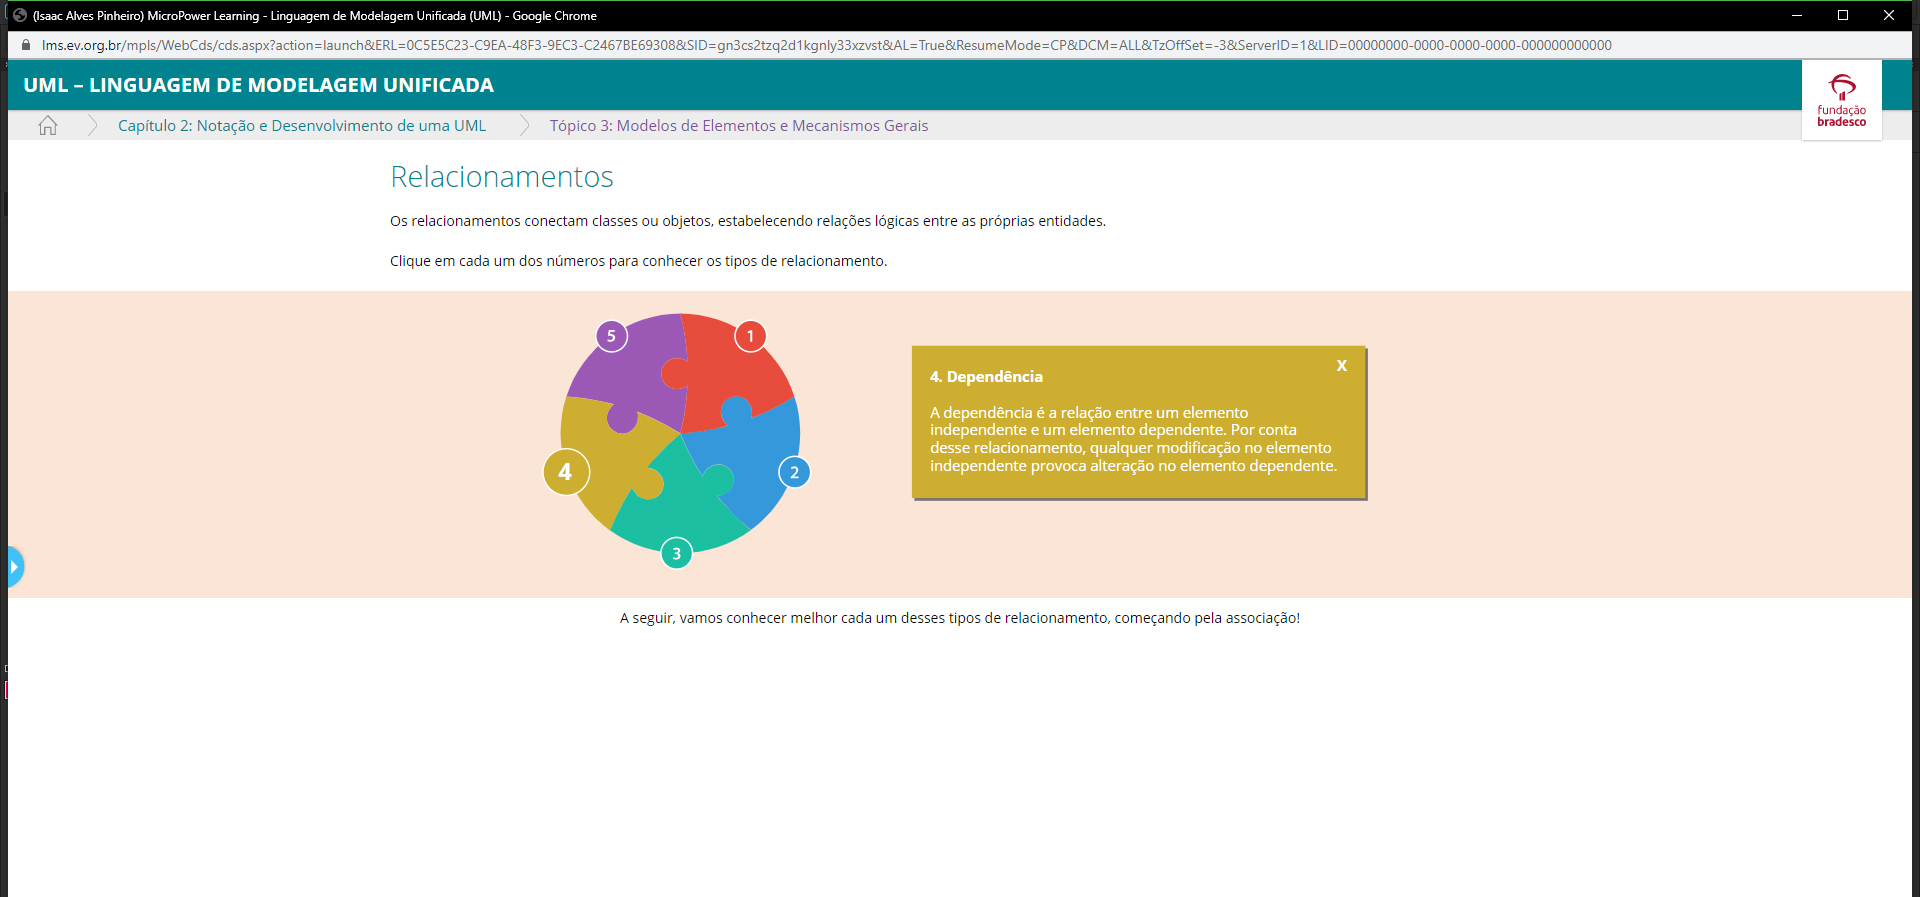 (Isaac Alves Pinheiro) MicroPower Learning - Linguagem de Modelagem Unificada (UML) - Google Chrome
lms.ev.org.br/mpls/WebCds/cds.aspx?action=launch&ERL=0C5E5C23-C9EA-48F3-9EC3-C2467BE69308&SID=gn3cs2tzq2d1kgnly33xzvst&AL=True&ResumeMode=CP&DCM=ALL&TzOffSet=-3&ServerID=1&LID=00000000-0000-0000-0000-000000000000
UML – LINGUAGEM DE MODELAGEM UNIFICADA
fundação
bradesco
Capítulo 2: Notação e Desenvolvimento de uma UML
Tópico 3: Modelos de Elementos e Mecanismos Gerais
Relacionamentos
Os relacionamentos conectam classes ou objetos, estabelecendo relações lógicas entre as próprias entidades.
Clique em cada um dos números para conhecer os tipos de relacionamento.
5
1
4
2
3
X
4. Dependência
A dependência é a relação entre um elemento
independente e um elemento dependente. Por conta
desse relacionamento, qualquer modificação no elemento
independente provoca alteração no elemento dependente.
A seguir, vamos conhecer melhor cada um desses tipos de relacionamento, começando pela associação!